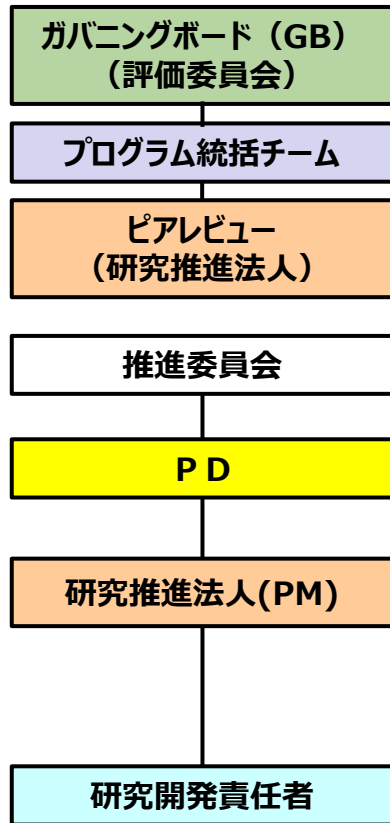 ガバニングボード（GB）
（評価委員会）
プログラム統括チーム
ピアレビュー
（研究推進法人）
推進委員会
ＰＤ
研究推進法人(PM)
研究開発責任者